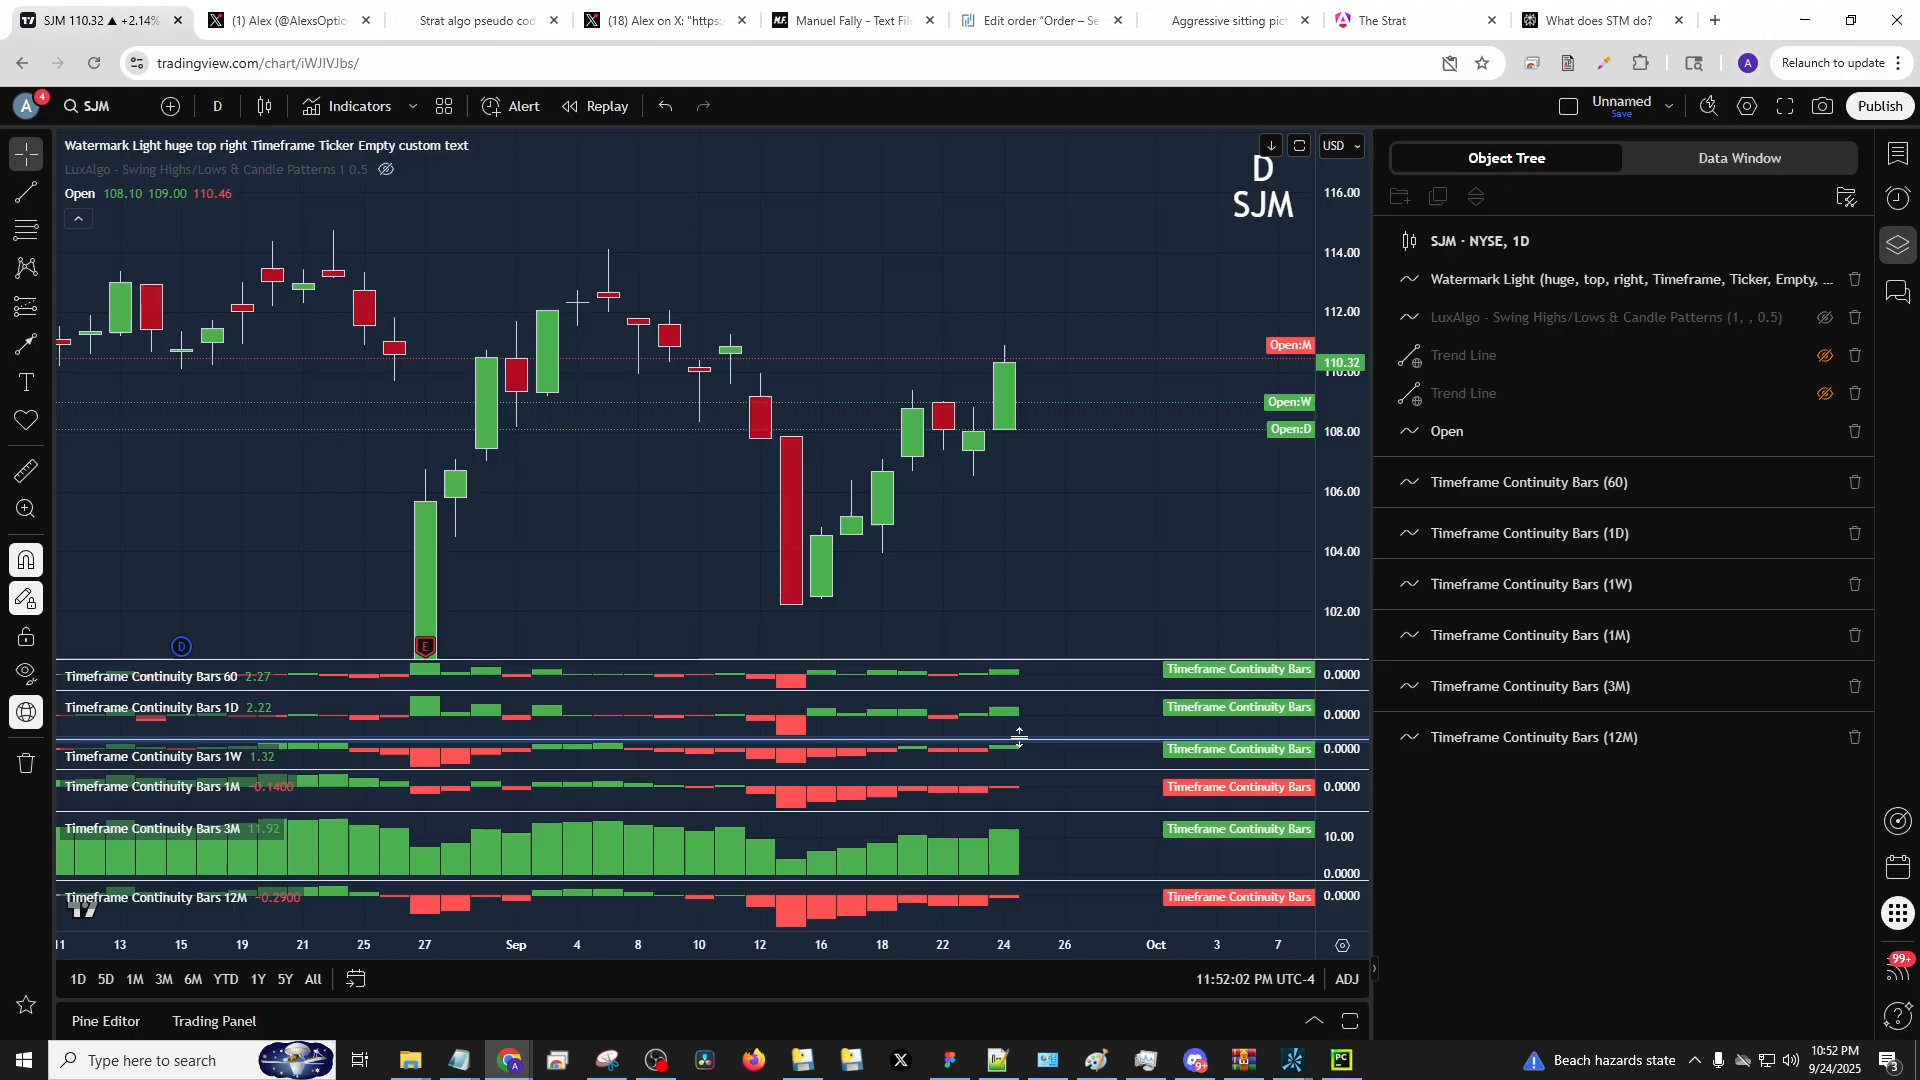 SJM 110.32 ▲ +2.14%
(1) Alex (@AlexsOptio
Strat algo pseudo cod
(18) Alex on X: "https:
Manuel Fally - Text File
Edit order “Order – Se
Aggressive sitting pict
The Strat
What does STM do?
tradingview.com/chart/iWJIVJbs/
Relaunch to update
A
4
SJM
D
Indicators
Alert
Replay
Unnamed
Save
Publish
Watermark Light huge top right Timeframe Ticker Empty custom text
LuxAlgo - Swing Highs/Lows & Candle Patterns 1 0.5
Open 108.10 109.00 110.46
D
SJM
USD
116.00
114.00
112.00
110.32
110.00
108.00
106.00
104.00
102.00
Open:M
Open:W
Open:D
D
E
Timeframe Continuity Bars 60 2.27
Timeframe Continuity Bars
0.0000
Timeframe Continuity Bars 1D 2.22
Timeframe Continuity Bars
0.0000
Timeframe Continuity Bars 1W 1.32
Timeframe Continuity Bars
0.0000
Timeframe Continuity Bars 1M −0.1400
Timeframe Continuity Bars
0.0000
Timeframe Continuity Bars 3M 11.92
Timeframe Continuity Bars
10.00
0.0000
Timeframe Continuity Bars 12M −0.2900
Timeframe Continuity Bars
0.0000
11 13 15 19 21 25 27 Sep 4 8 10 12 16 18 22 24 26 Oct 3 7
1D 5D 1M 3M 6M YTD 1Y 5Y All
11:52:02 PM UTC-4
ADJ
Pine Editor
Trading Panel
Object Tree
Data Window
SJM · NYSE, 1D
Watermark Light (huge, top, right, Timeframe, Ticker, Empty, ...
LuxAlgo - Swing Highs/Lows & Candle Patterns (1, , 0.5)
Trend Line
Trend Line
Open
Timeframe Continuity Bars (60)
Timeframe Continuity Bars (1D)
Timeframe Continuity Bars (1W)
Timeframe Continuity Bars (1M)
Timeframe Continuity Bars (3M)
Timeframe Continuity Bars (12M)
99+
Type here to search
Beach hazards state
10:52 PM
9/24/2025
3